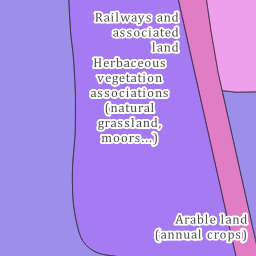 Railways and
associated
land
Herbaceous
vegetation
associations
(natural
grassland,
moors...)
Arable land
(annual crops)